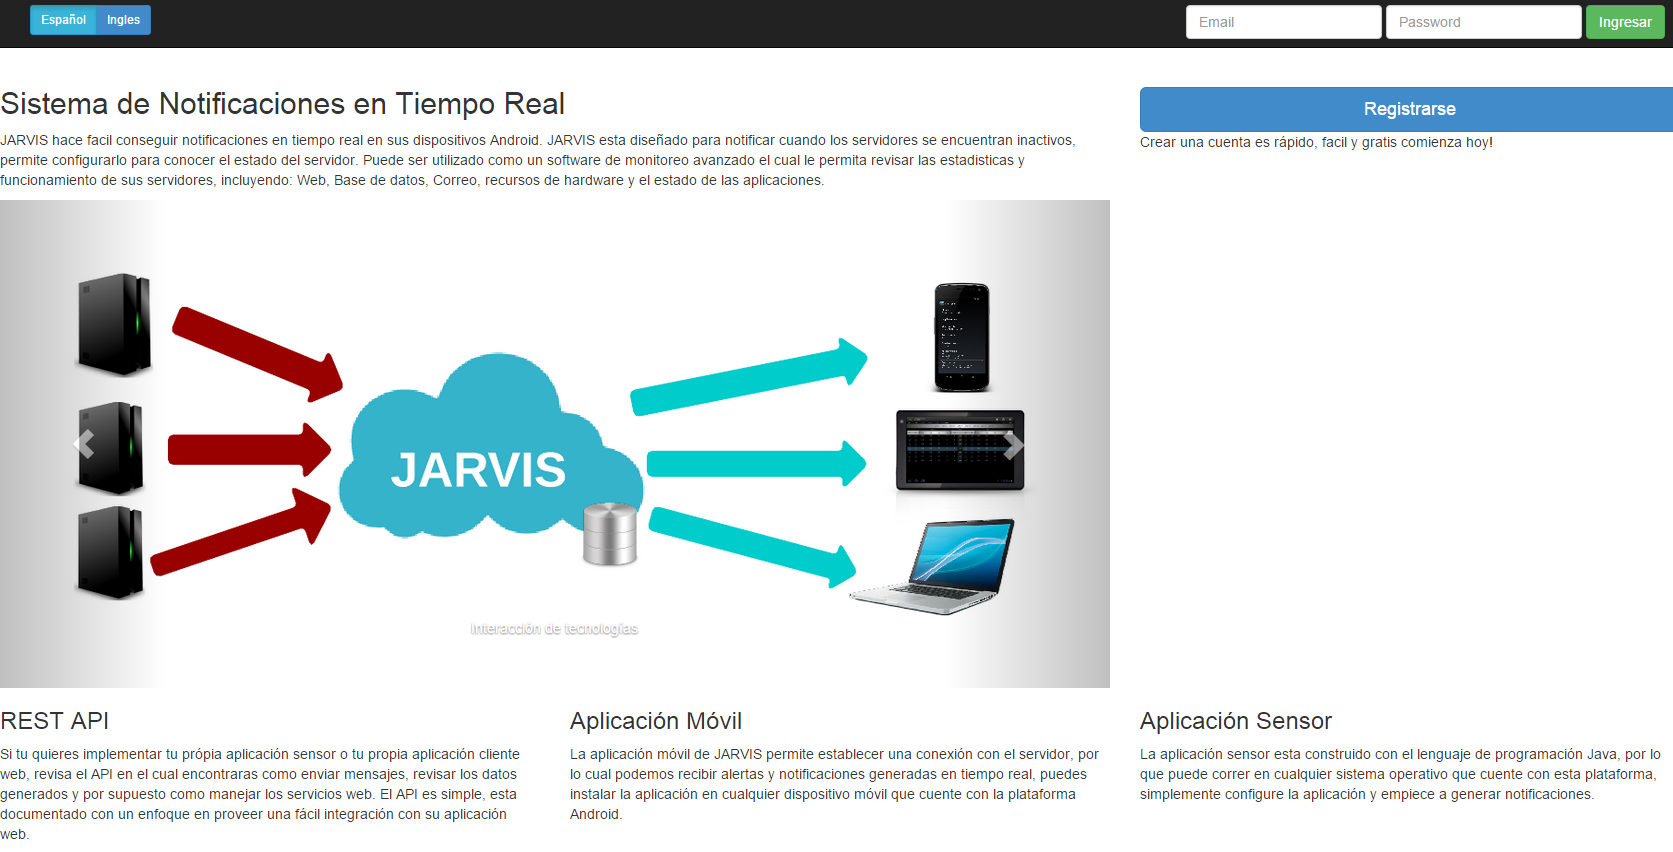 Español Ingles
Email Password Ingresar
Sistema de Notificaciones en Tiempo Real
JARVIS hace facil conseguir notificaciones en tiempo real en sus dispositivos Android. JARVIS esta diseñado para notificar cuando los servidores se encuentran inactivos,
permite configurarlo para conocer el estado del servidor. Puede ser utilizado como un software de monitoreo avanzado el cual le permita revisar las estadisticas y
funcionamiento de sus servidores, incluyendo: Web, Base de datos, Correo, recursos de hardware y el estado de las aplicaciones.
Registrarse
Crear una cuenta es rápido, facil y gratis comienza hoy!
JARVIS
Interacción de tecnologías
REST API
Si tu quieres implementar tu própia aplicación sensor o tu propia aplicación cliente
web, revisa el API en el cual encontraras como enviar mensajes, revisar los datos
generados y por supuesto como manejar los servicios web. El API es simple, esta
documentado con un enfoque en proveer una fácil integración con su aplicación
web.
Aplicación Móvil
La aplicación móvil de JARVIS permite establecer una conexión con el servidor, por
lo cual podemos recibir alertas y notificaciones generadas en tiempo real, puedes
instalar la aplicación en cualquier dispositivo móvil que cuente con la plataforma
Android.
Aplicación Sensor
La aplicación sensor esta construido con el lenguaje de programación Java, por lo
que puede correr en cualquier sistema operativo que cuente con esta plataforma,
simplemente configure la aplicación y empiece a generar notificaciones.